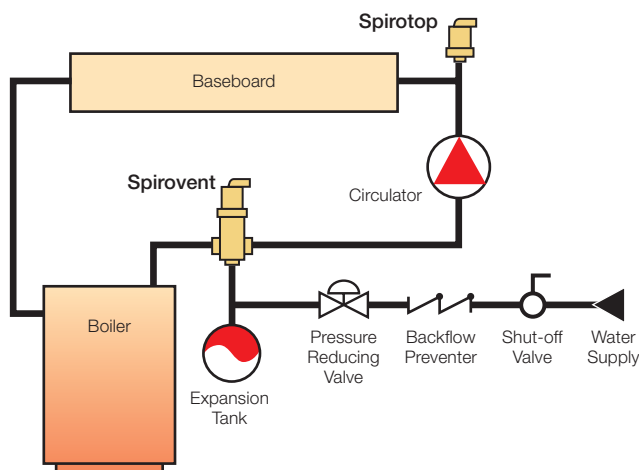 Spirotop
Baseboard
Spirovent
Circulator
Boiler
Pressure
Reducing
Valve
Backflow
Preventer
Shut-off
Valve
Water
Supply
Expansion
Tank